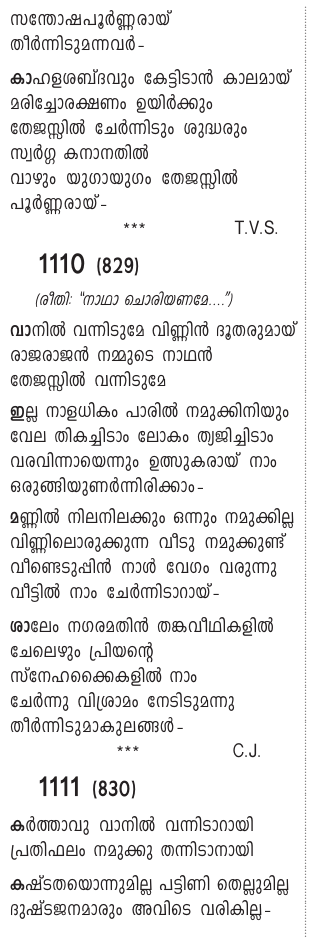 സന്തോഷപൂർണ്ണരായ്
തീർന്നിടുമന്നവർ-
കാഹളശബ്ദവും കേട്ടിടാൻ കാലമായ്
മരിച്ചോരക്ഷണം ഉയിർക്കും
തേജസ്സിൽ ചേർന്നിടും ശുദ്ധരും
സ്വർഗ്ഗ കനാനതിൽ
വാഴും യുഗായുഗം തേജസ്സിൽ
പൂർണ്ണരായ്-
*** T.V.S.
1110 (829)
(രീതി: "നാഥാ ചൊരിയണമേ....")
വാനിൽ വന്നിടുമേ വിണ്ണിൻ ദൂതരുമായ്
രാജരാജൻ നമ്മുടെ നാഥൻ
തേജസ്സിൽ വന്നിടുമേ
ഇല്ല നാളധികം പാരിൽ നമുക്കിനിയും
വേല തികച്ചിടാം ലോകം ത്വജിച്ചിടാം
വരവിന്നായെന്നും ഉത്സുകരായ് നാം
ഒരുങ്ങിയുണർന്നിരിക്കാം-
മണ്ണിൽ നിലനിലക്കും ഒന്നും നമുക്കില്ല
വിണ്ണിലൊരുക്കുന്ന വീടു നമുക്കുണ്ട്
വീണ്ടെടുപ്പിൻ നാൾ വേഗം വരുന്നു
വീട്ടിൽ നാം ചേർന്നിടാറായ്-
ശാലേം നഗരമതിൻ തങ്കവീഥികളിൽ
ചേലെഴും പ്രിയന്റെ
സ്നേഹക്കൈകളിൽ നാം
ചേർന്നു വിശ്രാമം നേടിടുമന്നു
തീർന്നിടുമാകുലങ്ങൾ-
*** C.J.
1111 (830)
കർത്താവു വാനിൽ വന്നിടാറായി
പ്രതിഫലം നമുക്കു തന്നിടാനായി
കഷ്ടതയൊന്നുമില്ല പട്ടിണി തെല്ലുമില്ല
ദുഷ്ടജനമാരും അവിടെ വരികില്ല-